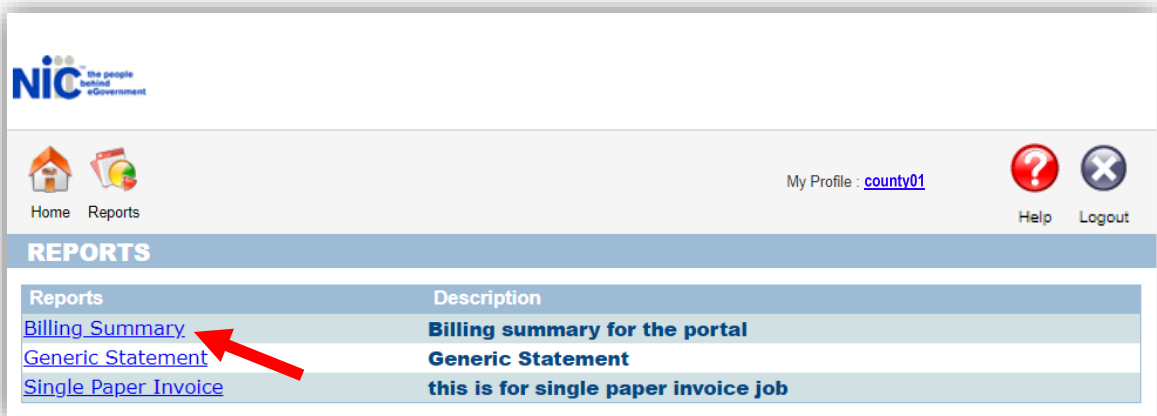 NIC the people
behind
eGovernment
My Profile : county01
Home Reports Help Logout
REPORTS
Reports Description
Billing Summary Billing summary for the portal
Generic Statement Generic Statement
Single Paper Invoice this is for single paper invoice job